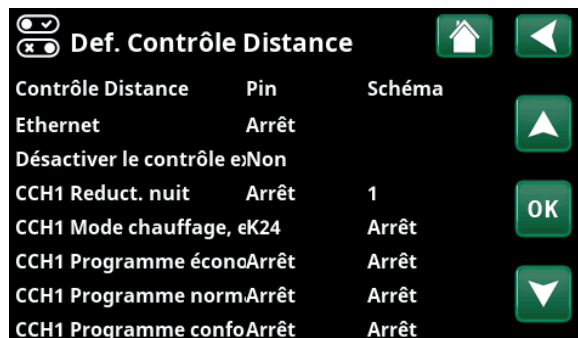 Def. Contrôle Distance
Contrôle Distance Pin Schéma
Ethernet Arrêt
Désactiver le contrôle e Non
CCH1 Reduct. nuit Arrêt 1
CCH1 Mode chauffage, e K24 Arrêt
OK
CCH1 Programme écono Arrêt Arrêt
CCH1 Programme norm Arrêt Arrêt
CCH1 Programme confo Arrêt Arrêt